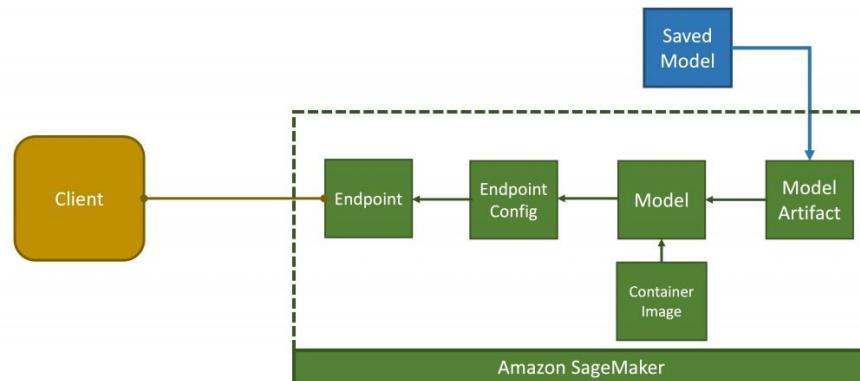 Saved
Model
Client
Endpoint
Endpoint
Config
Model
Model
Artifact
Container
Image
Amazon SageMaker